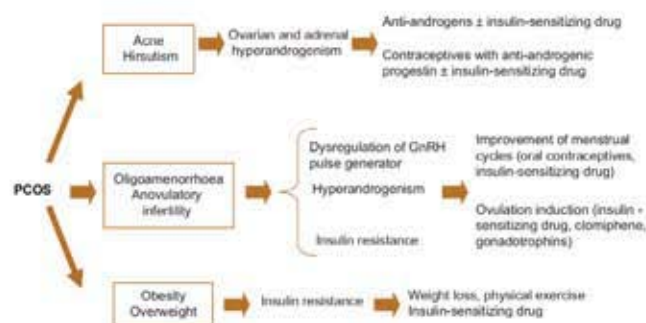 PCOS
Acne
Hirsutism
Ovarian and adrenal
hyperandrogenism
Anti-androgens ± insulin-sensitizing drug
Contraceptives with anti-androgenic
progestin ± insulin-sensitizing drug
Oligoamenorrhoea
Anovulatory
infertility
Dysregulation of GnRH
pulse generator
Hyperandrogenism
Insulin resistance
Improvement of menstrual
cycles (oral contraceptives,
insulin-sensitizing drug)
Ovulation induction (insulin -
sensitizing drug, clomiphene,
gonadotrophins)
Obesity
Overweight
Insulin resistance
Weight loss, physical exercise
Insulin-sensitizing drug